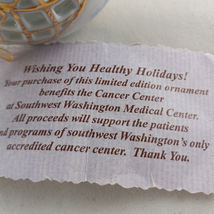 Wishing You Healthy Holidays!
Your purchase of this limited edition ornament
benefits the Cancer Center
at Southwest Washington Medical Center.
All proceeds will support the patients
nd programs of southwest Washington's only
accredited cancer center. Thank You.